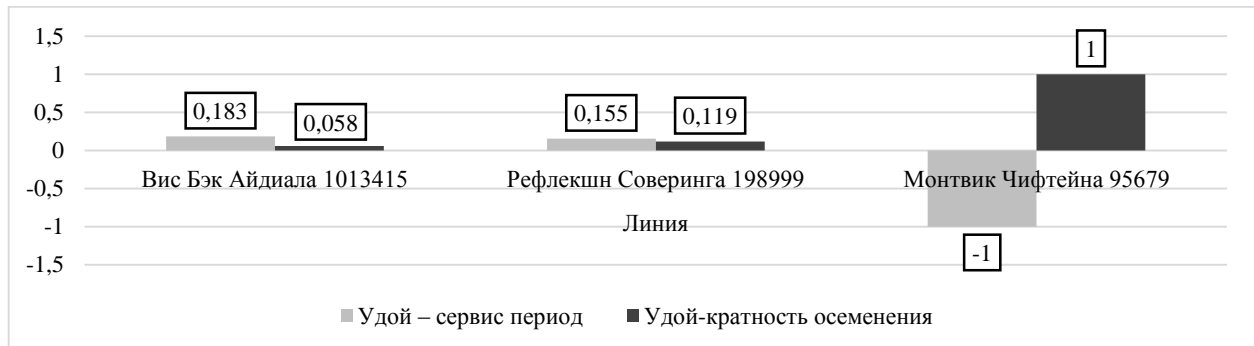 1,5
1
0,5
0
-0,5
-1
-1,5
0,183
0,058
0,155
0,119
-1
1
Вис Бэк Айдиала 1013415
Рефлекшн Соверинга 198999
Монтвик Чифтейна 95679
Линия
Удой – сервис период
Удой-кратность осеменения